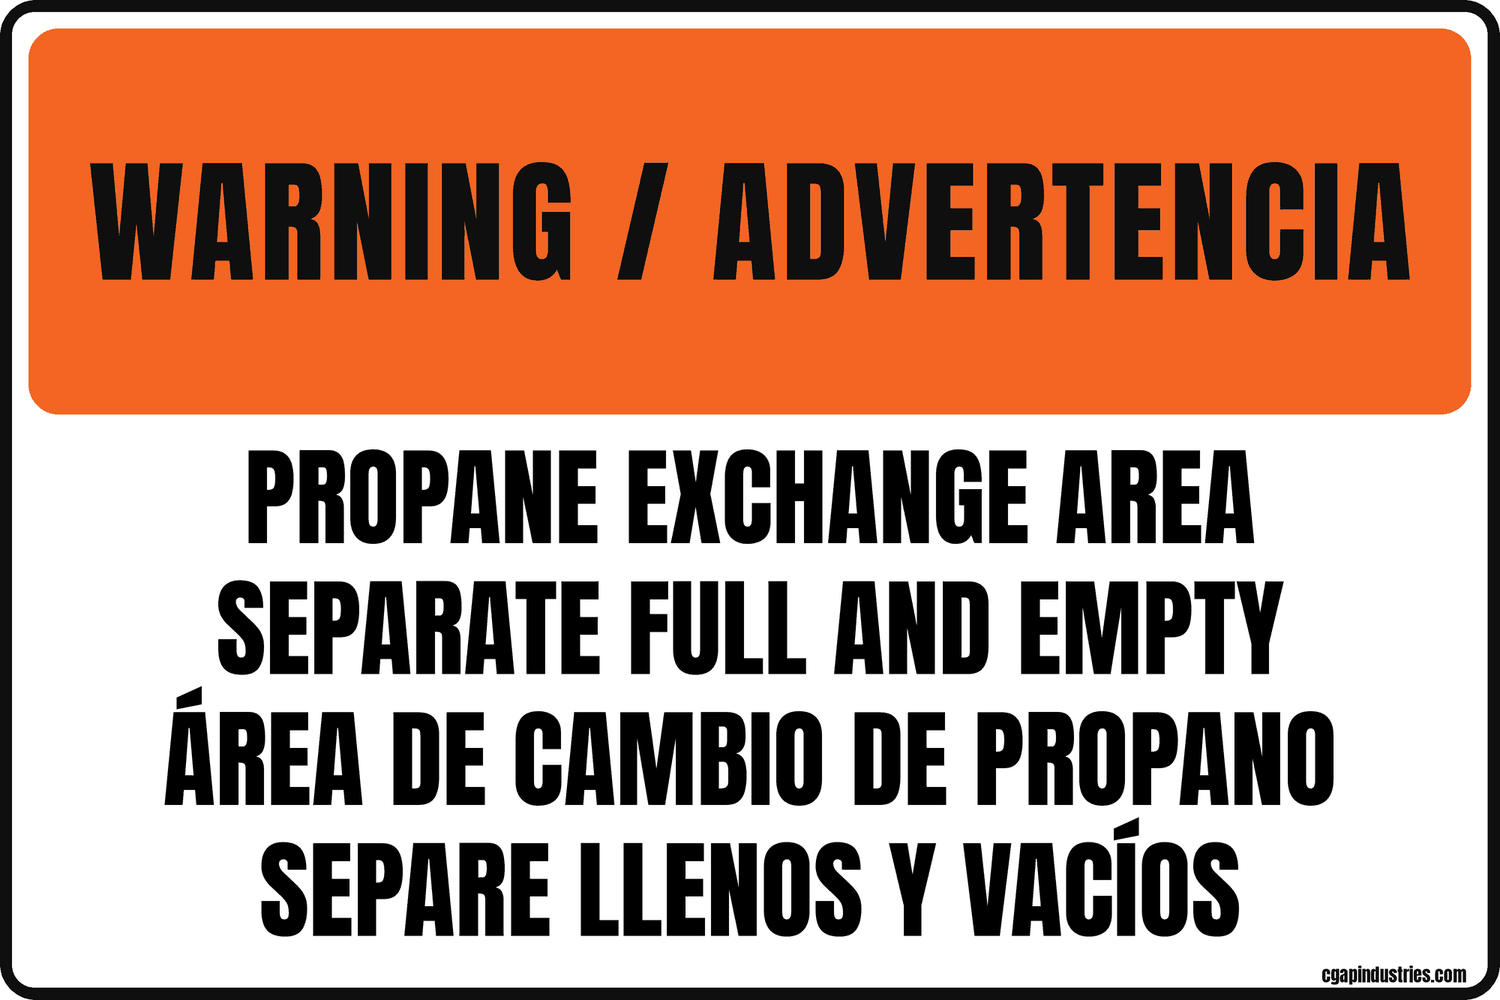 WARNING / ADVERTENCIA
PROPANE EXCHANGE AREA
SEPARATE FULL AND EMPTY
ÁREA DE CAMBIO DE PROPANO
SEPARE LLENOS Y VACÍOS
cgapindustries.com